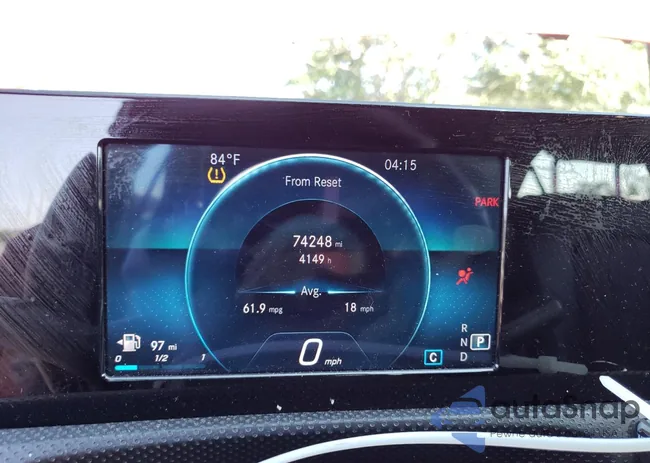 84°F
04:15
From Reset
PARK
74248 mi
4149 h
Avg.
61.9 mpg 18 mph
97 mi
0 1/2 1
0 mph
C
R
N P
D
autoSnap